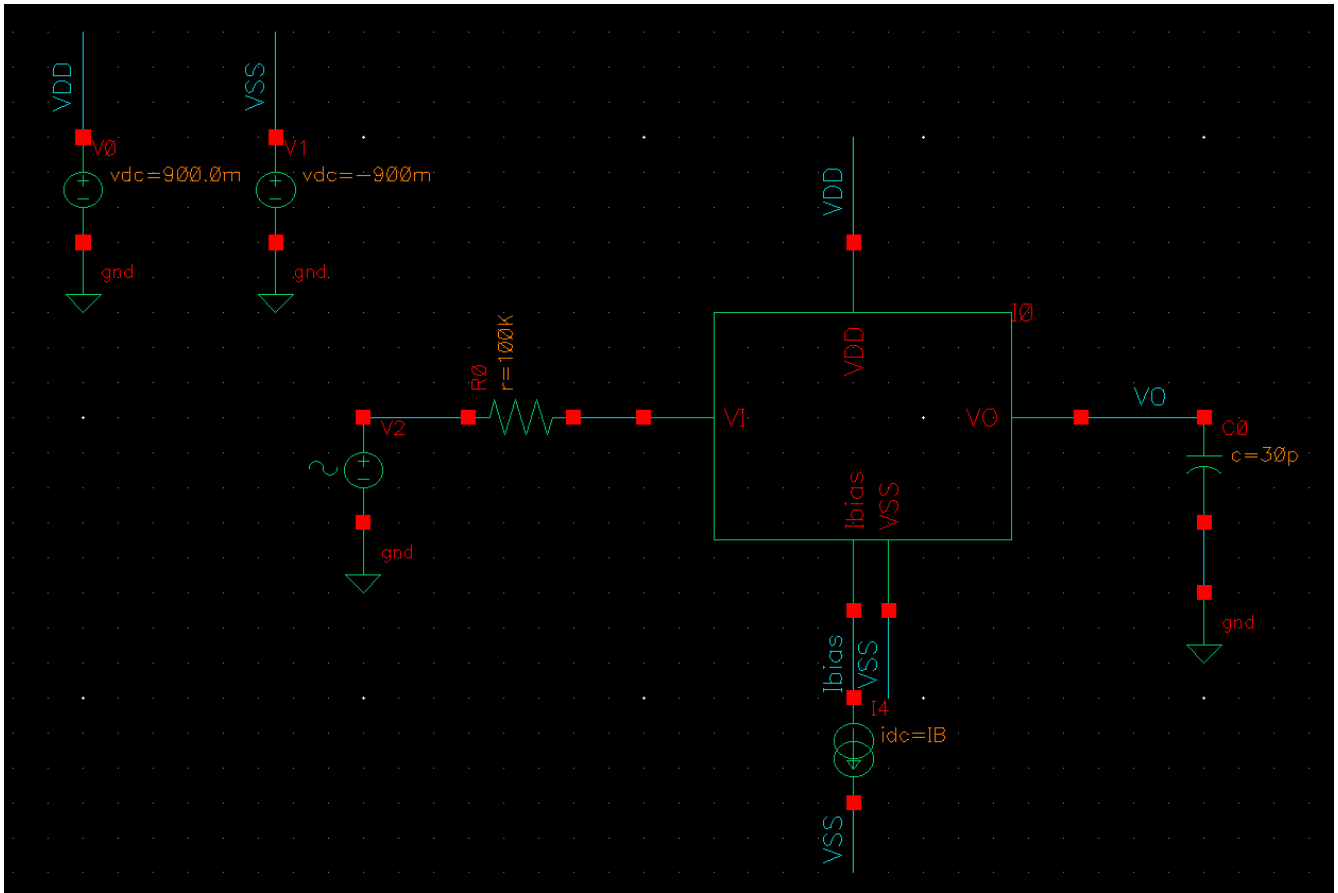 VDD
VSS
V0
vdc=900.0m
V1
vdc=-900m
gnd
gnd
VDD
I0
VDD
R0
r=100K
V2
gnd
VI
VO
VO
C0
c=30p
Ibias
VSS
gnd
Ibias
VSS
I4
idc=IB
VSS